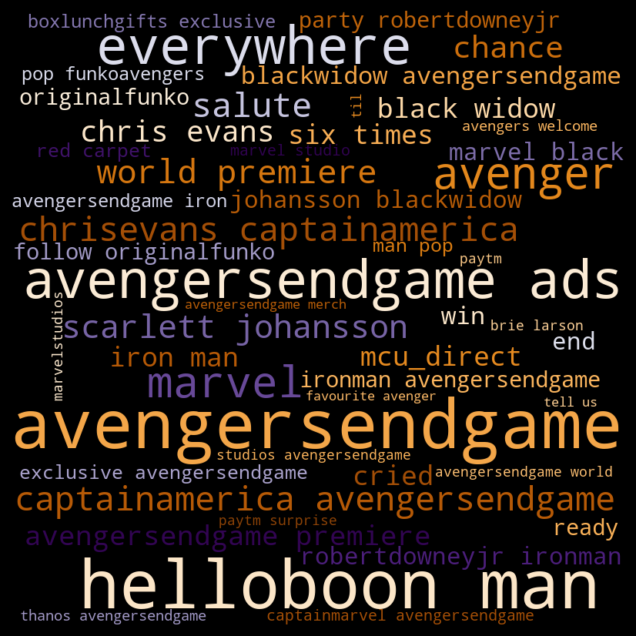 boxlunchgifts exclusive
party robertdowneyjr
everywhere
chance
pop funkoavengers
blackwidow avengersendgame
originalfunko
salute
til
black widow
chris evans
six times
avengers welcome
red carpet
marvel studio
marvel black
world premiere
avenger
avengersendgame iron
johansson blackwidow
chrisevans captainamerica
follow originalfunko
man pop
paytm
avengersendgame ads
marvelstudios
avengersendgame merch
scarlett johansson
win
brie larson
end
iron man
mcu_direct
marvel
ironman avengersendgame
favourite avenger
tell us
avengersendgame
studios avengersendgame
exclusive avengersendgame
cried
avengersendgame world
captainamerica avengersendgame
paytm surprise
ready
avengersendgame premiere
robertdowneyjr ironman
helloboon man
thanos avengersendgame
captainmarvel avengersendgame